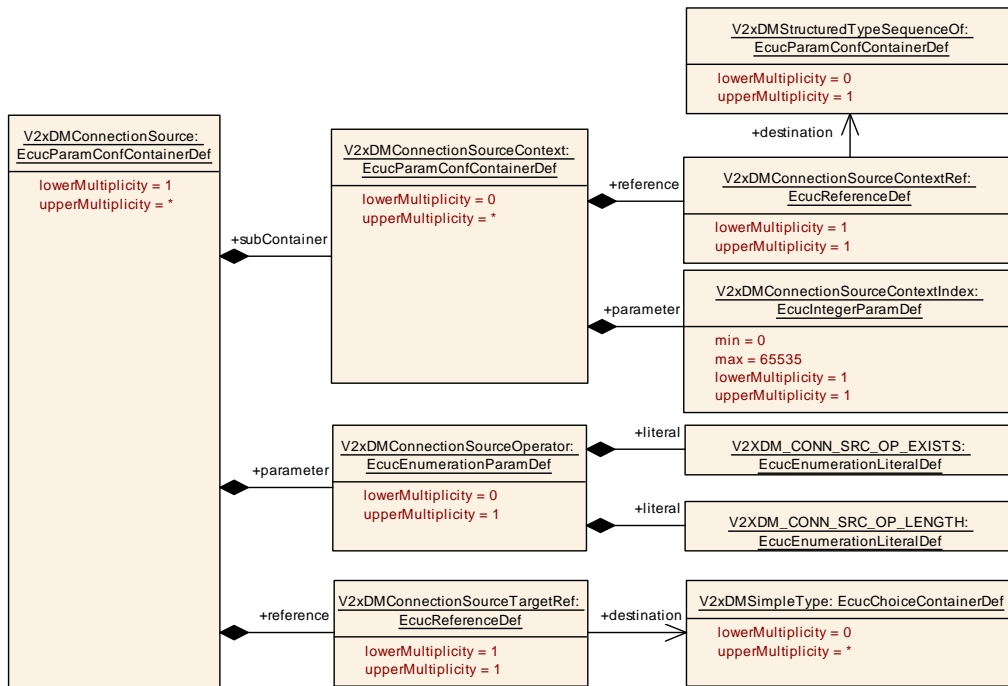 V2xDMStructuredTypeSequenceOf:
EcucParamConfContainerDef
lowerMultiplicity = 0
upperMultiplicity = 1
+destination
V2xDMConnectionSource:
EcucParamConfContainerDef
lowerMultiplicity = 1
upperMultiplicity = *
+subContainer
V2xDMConnectionSourceContext:
EcucParamConfContainerDef
lowerMultiplicity = 0
upperMultiplicity = *
+reference
V2xDMConnectionSourceContextRef:
EcucReferenceDef
lowerMultiplicity = 1
upperMultiplicity = 1
+parameter
V2xDMConnectionSourceContextIndex:
EcucIntegerParamDef
min = 0
max = 65535
lowerMultiplicity = 1
upperMultiplicity = 1
+parameter
V2xDMConnectionSourceOperator:
EcucEnumerationParamDef
lowerMultiplicity = 0
upperMultiplicity = 1
+literal
V2XDM_CONN_SRC_OP_EXISTS:
EcucEnumerationLiteralDef
+literal
V2XDM_CONN_SRC_OP_LENGTH:
EcucEnumerationLiteralDef
+reference
V2xDMConnectionSourceTargetRef:
EcucReferenceDef
lowerMultiplicity = 1
upperMultiplicity = 1
+destination
V2xDMSimpleType: EcucChoiceContainerDef
lowerMultiplicity = 0
upperMultiplicity = *